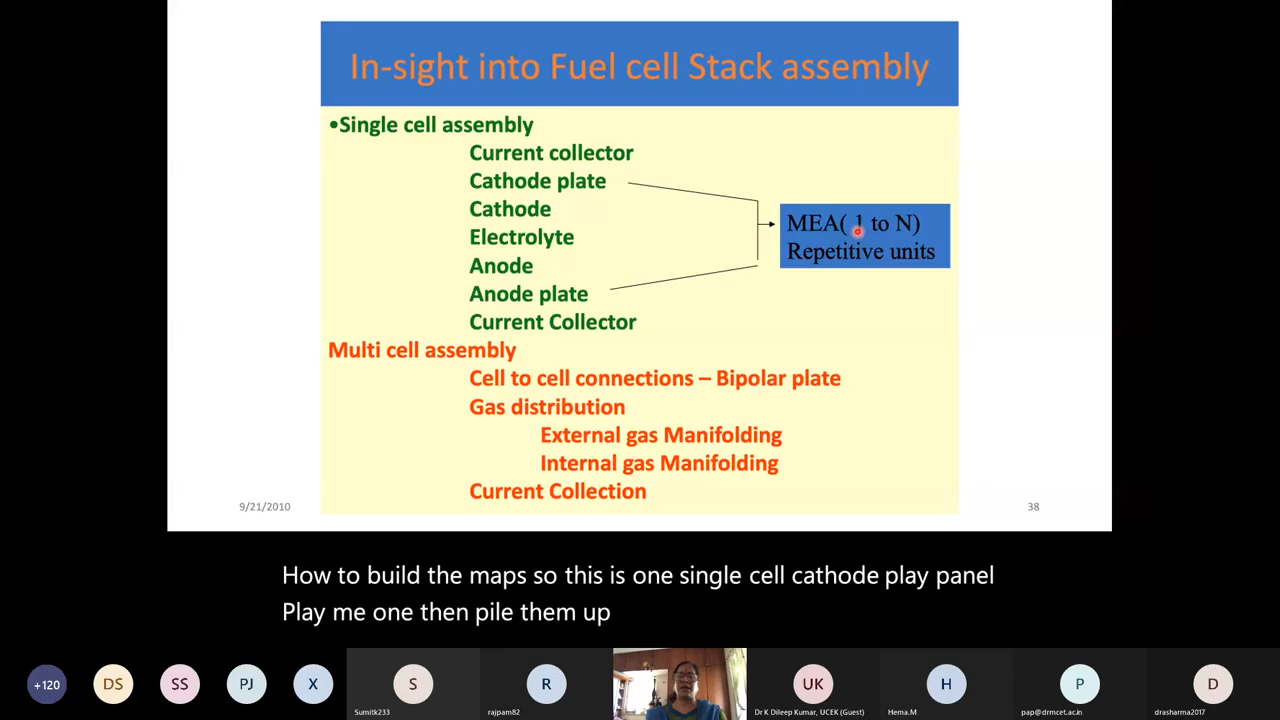 In-sight into Fuel cell Stack assembly
•Single cell assembly
Current collector
Cathode plate
Cathode
Electrolyte
Anode
Anode plate
Current Collector
MEA( 1 to N)
Repetitive units
Multi cell assembly
Cell to cell connections – Bipolar plate
Gas distribution
External gas Manifolding
Internal gas Manifolding
Current Collection
9/21/2010
38
How to build the maps so this is one single cell cathode play panel
Play me one then pile them up
+120
DS
SS
PJ
X
S
R
UK
H
P
D
Sumitk233
rajpam82
Dr K Dileep Kumar, UCEK (Guest)
Hema.M
pap@drmcet.ac.in
drasharma2017